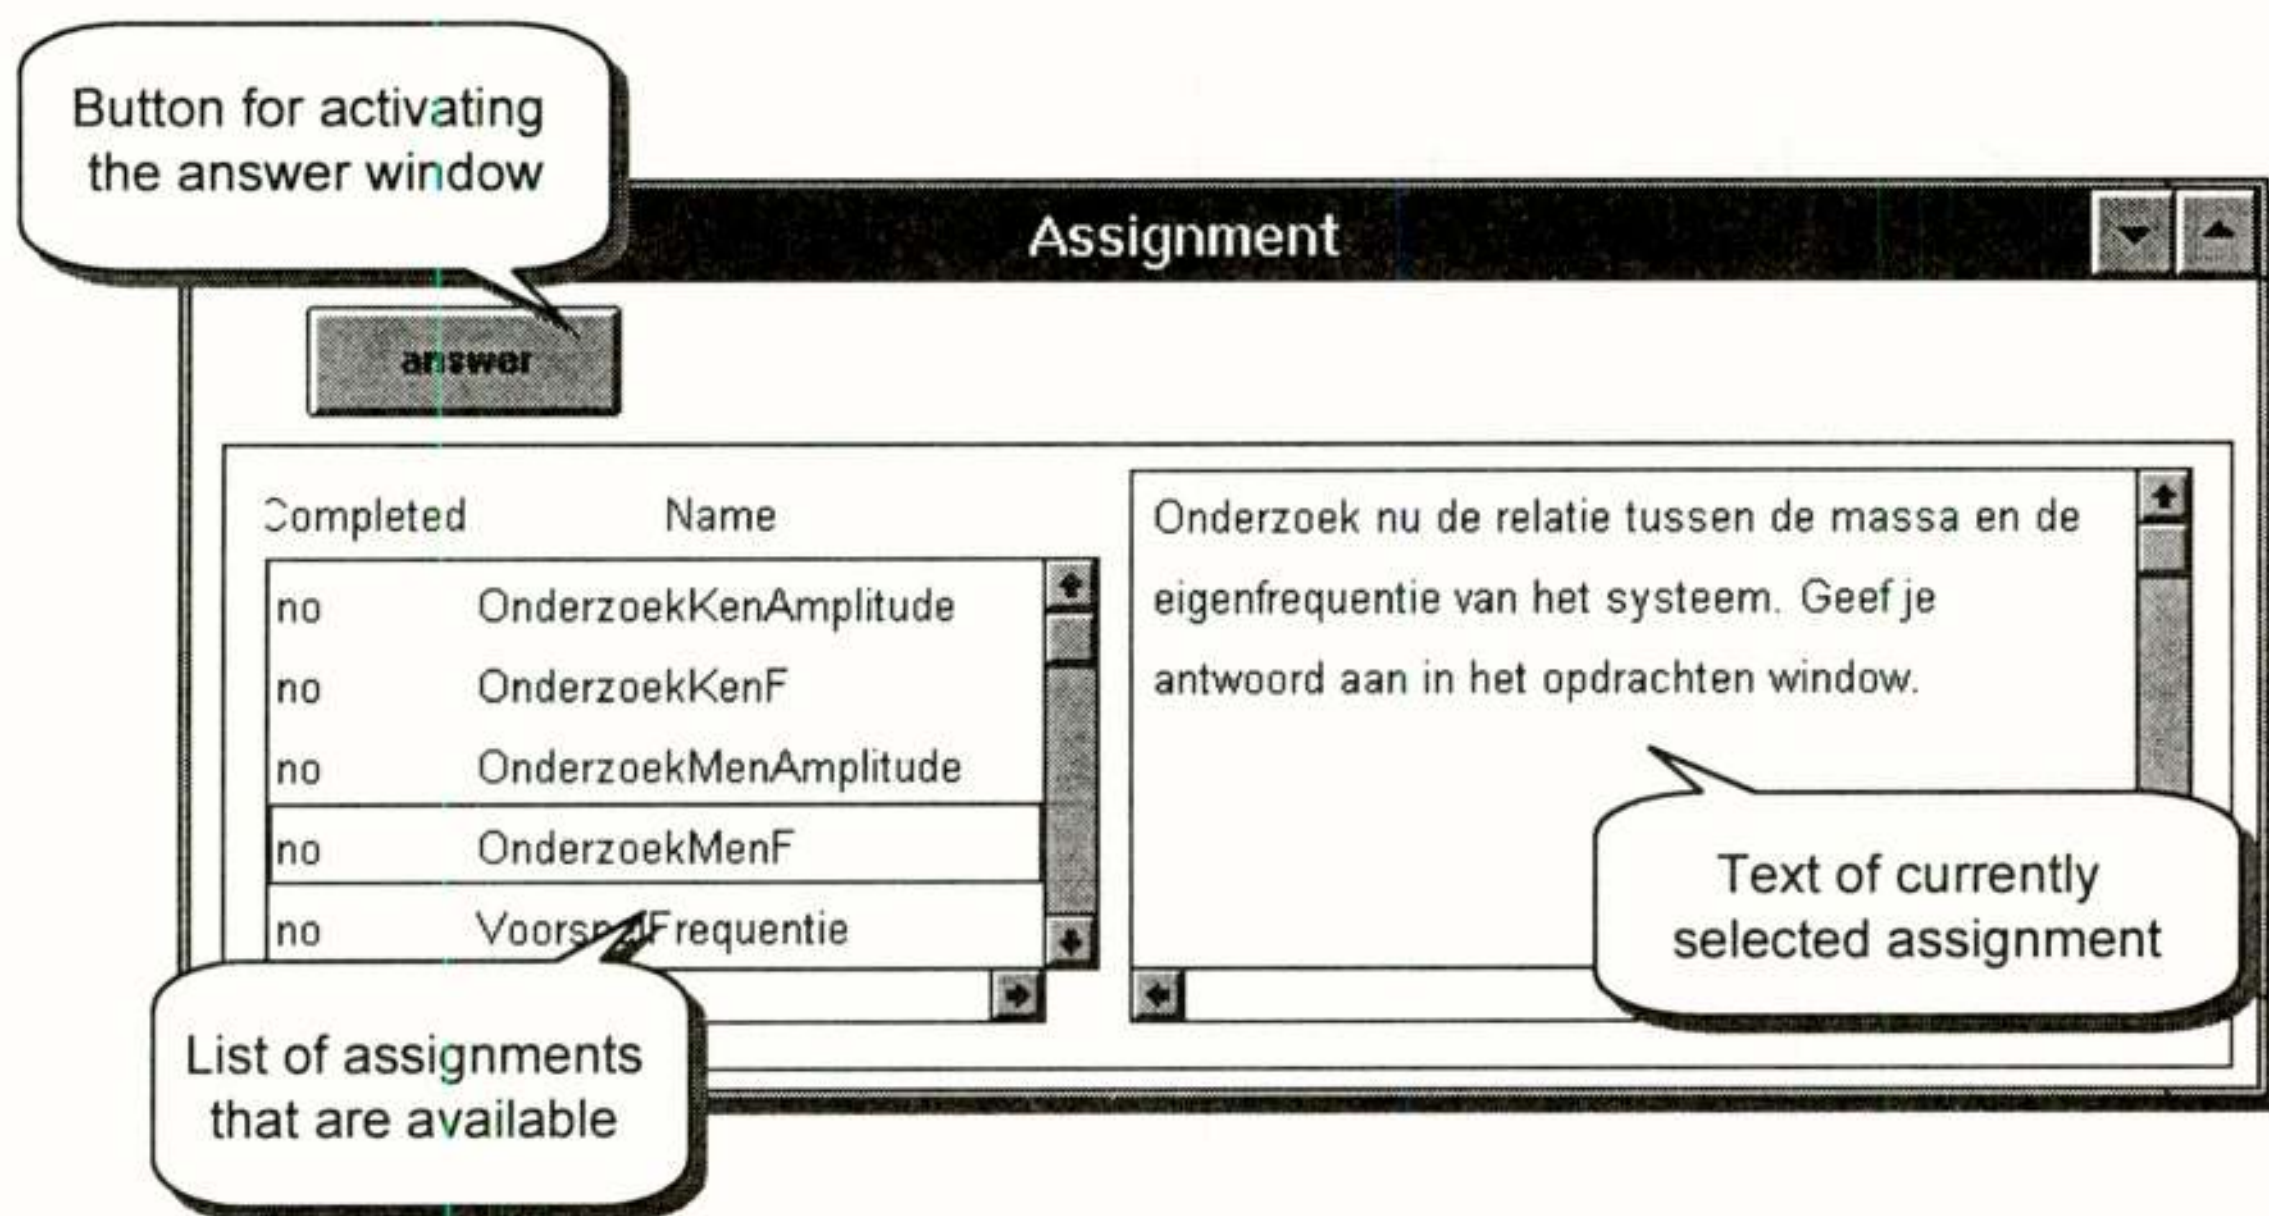 Button for activating
the answer window
Assignment
answer
Completed Name
no OnderzoekKenAmplitude
no OnderzoekKenF
no OnderzoekMenAmplitude
no OnderzoekMenF
no VoorspelFrequentie
Onderzoek nu de relatie tussen de massa en de
eigenfrequentie van het systeem. Geef je
antwoord aan in het opdrachten window.
Text of currently
selected assignment
List of assignments
that are available